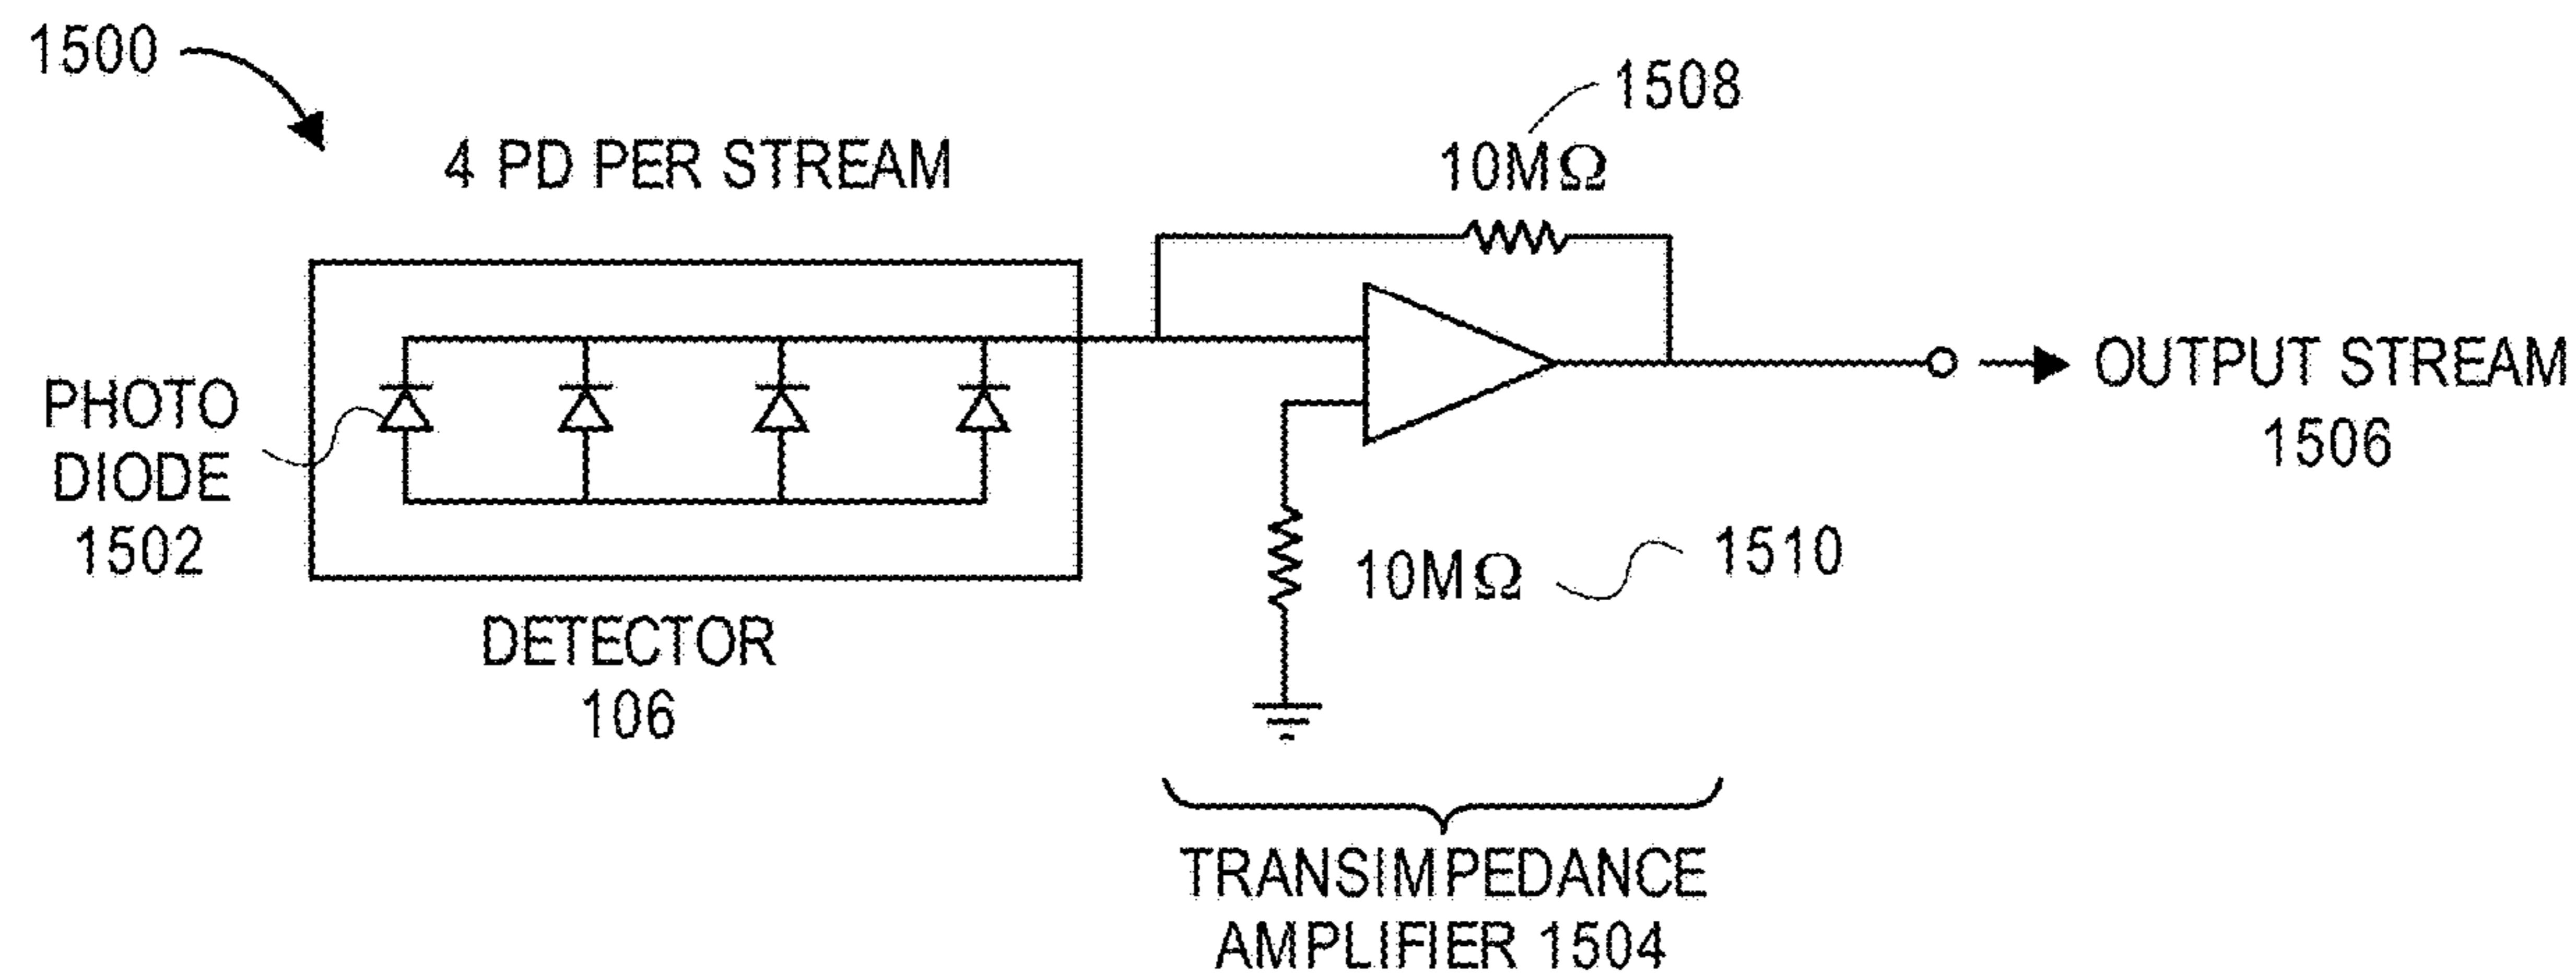 1500
4 PD PER STREAM
1508
10MΩ
PHOTO
DIODE
1502
DETECTOR
106
OUTPUT STREAM
1506
10MΩ
1510
TRANSIMPEDANCE
AMPLIFIER 1504